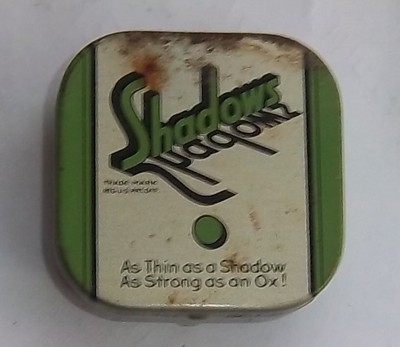 Shadows
As Thin as a Shadow
As Strong as an Ox!